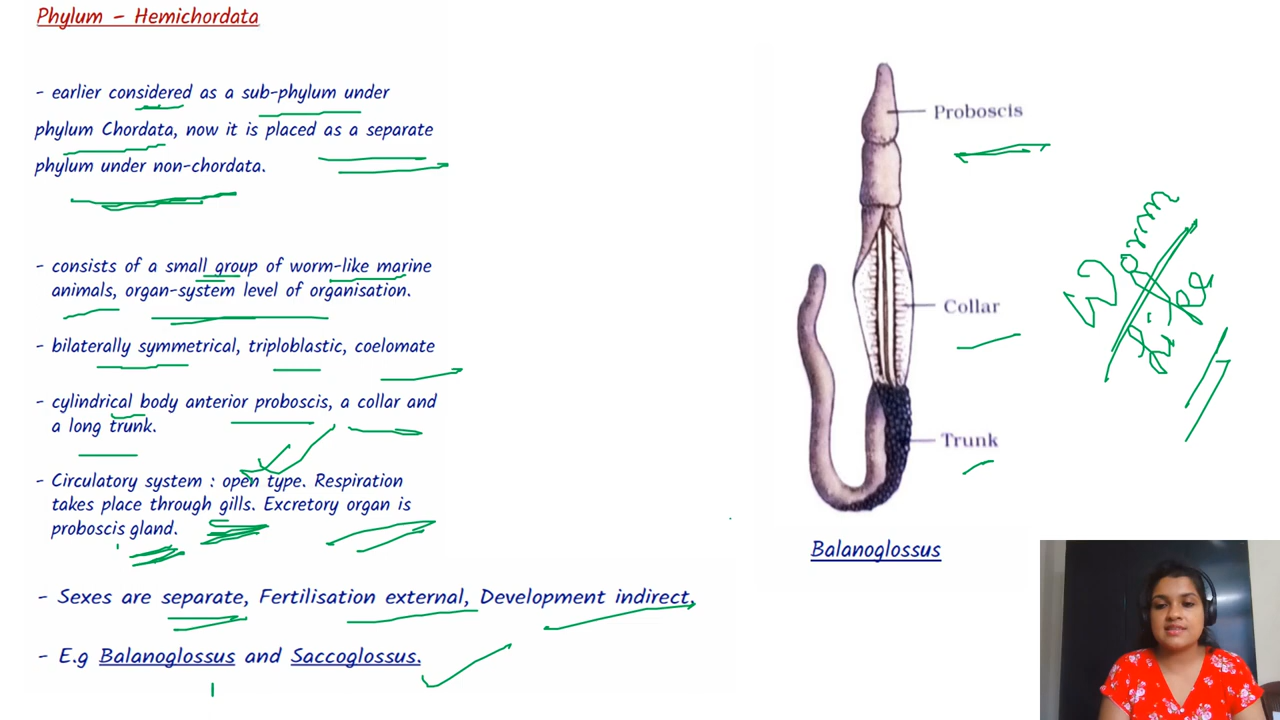 Phylum - Hemichordata
- earlier considered as a sub-phylum under
phylum Chordata, now it is placed as a separate
phylum under non-chordata.
- consists of a small group of worm-like marine
animals, organ-system level of organisation.
- bilaterally symmetrical, triploblastic, coelomate
- cylindrical body anterior proboscis, a collar and
a long trunk.
- Circulatory system : open type. Respiration
takes place through gills. Excretory organ is
proboscis gland.
- Sexes are separate, Fertilisation external, Development indirect.
- E.g Balanoglossus and Saccoglossus.
Proboscis
Collar
Trunk
Balanoglossus
Worm
like